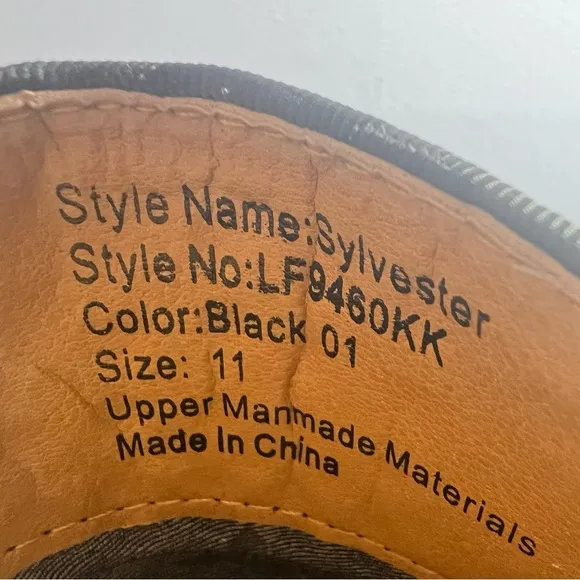 Style Name:Sylvester
Style No:LF9460KK
Color:Black 01
Size: 11
Upper Manmade Materials
Made In China